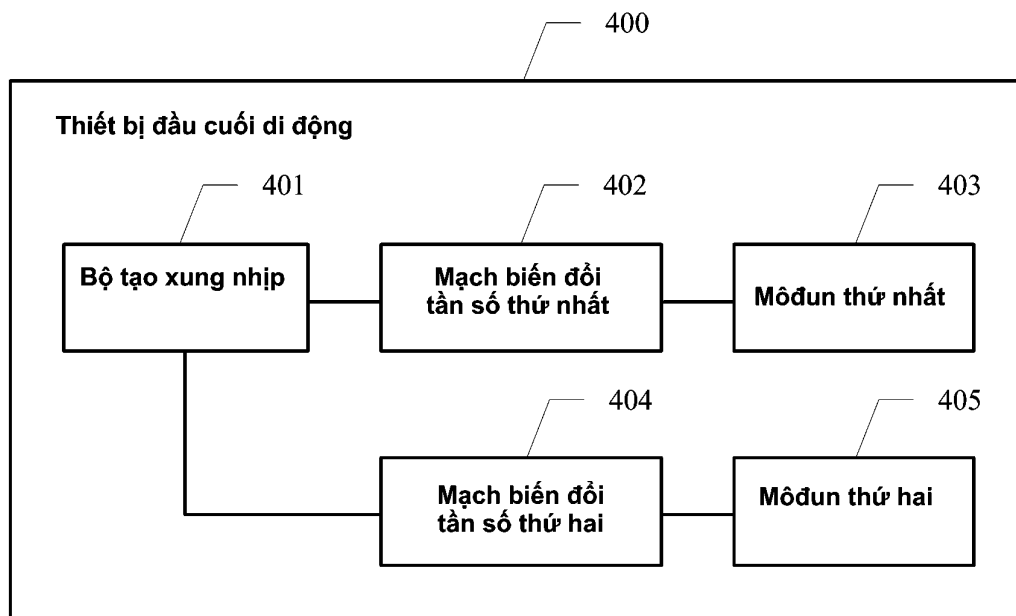 400
Thiết bị đầu cuối di động
401
402
403
Bộ tạo xung nhịp
Mạch biến đổi
tần số thứ nhất
Môđun thứ nhất
404
405
Mạch biến đổi
tần số thứ hai
Môđun thứ hai